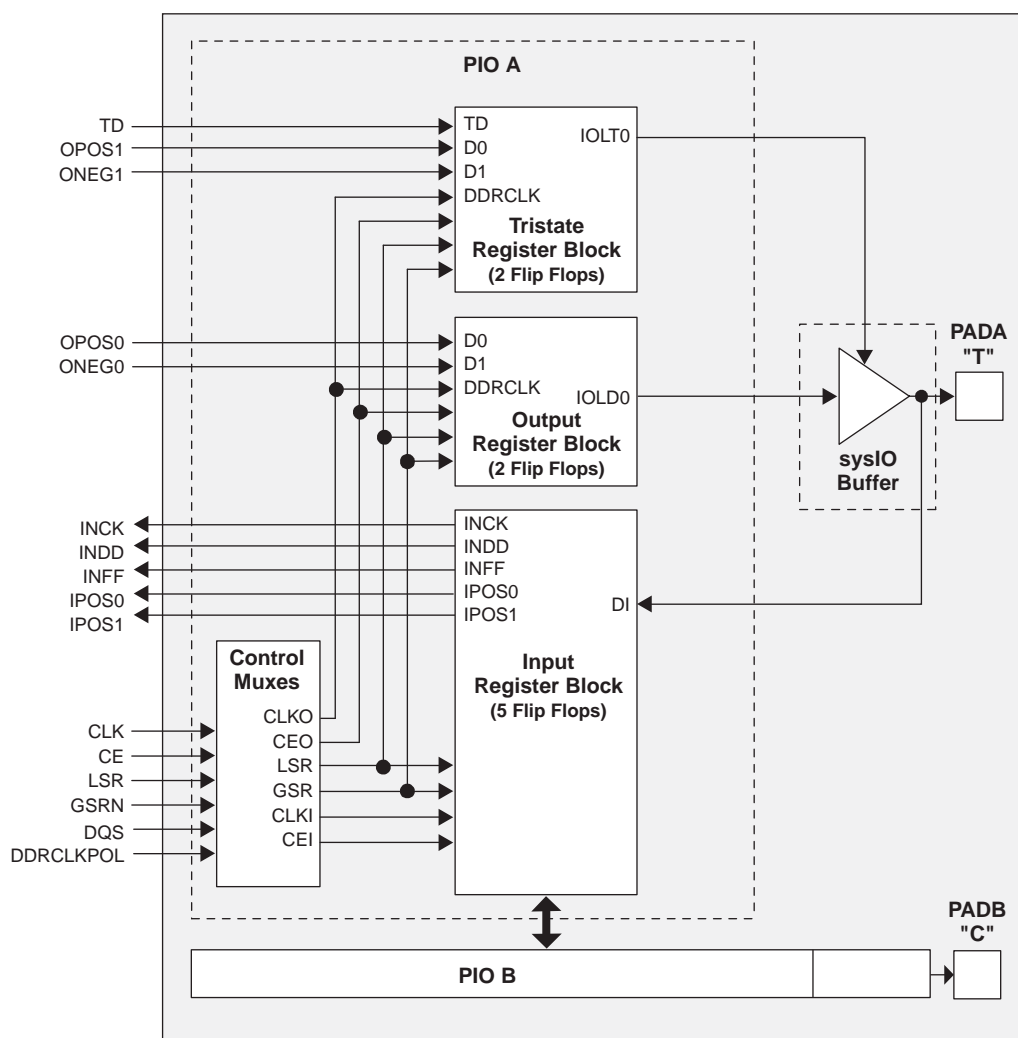 PIO A
TD
OPOS1
ONEG1
TD
D0
D1
DDRCLK
IOLT0
Tristate
Register Block
(2 Flip Flops)
OPOS0
ONEG0
D0
D1
DDRCLK
IOLD0
Output
Register Block
(2 Flip Flops)
PADA
"T"
sysIO
Buffer
INCK
INDD
INFF
IPOS0
IPOS1
INCK
INDD
INFF
IPOS0
IPOS1
DI
Input
Register Block
(5 Flip Flops)
Control
Muxes
CLK
CE
LSR
GSRN
DQS
DDRCLKPOL
CLKO
CEO
LSR
GSR
CLKI
CEI
PADB
"C"
PIO B